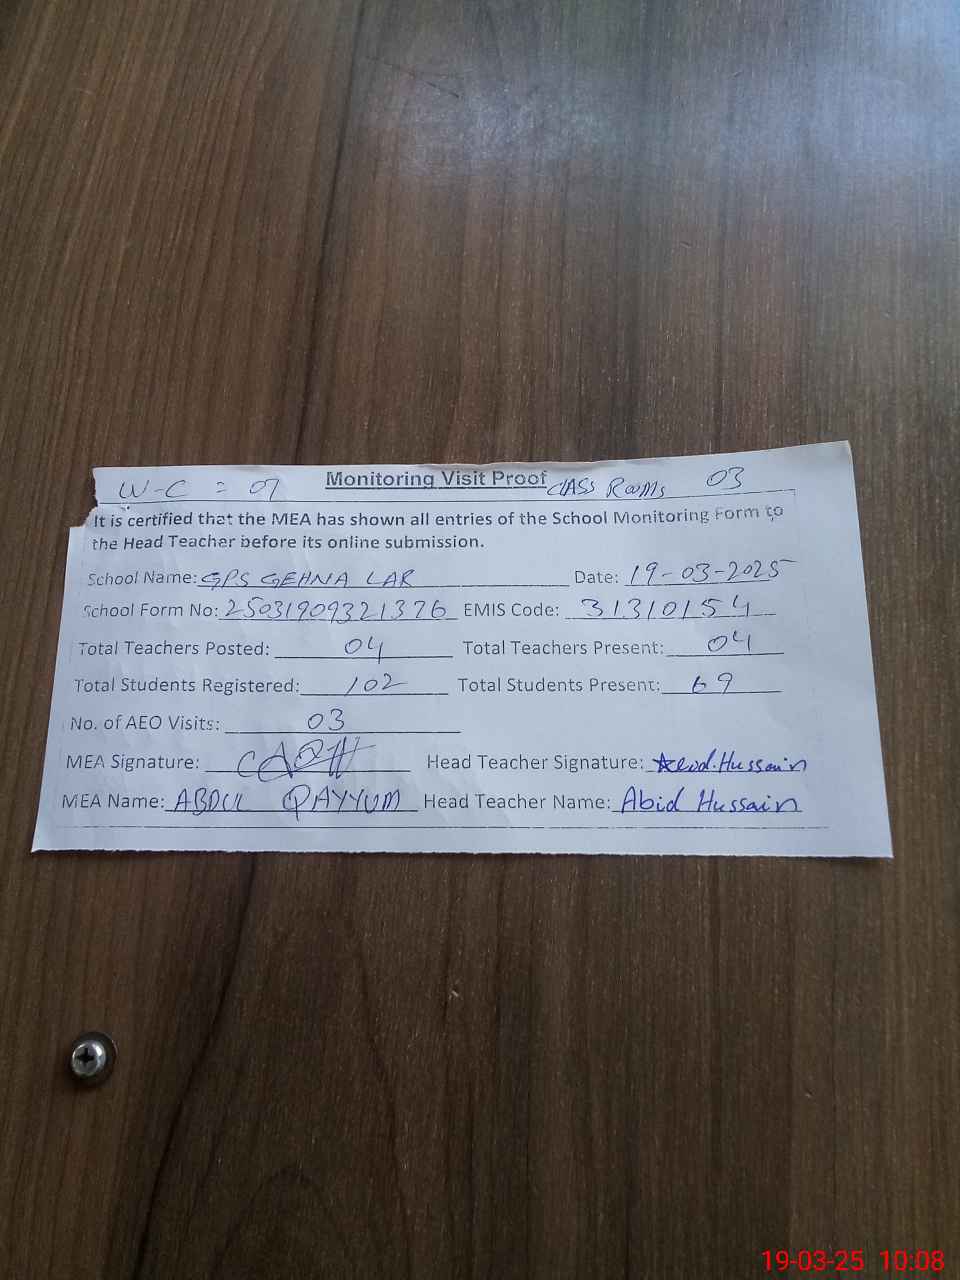 Monitoring Visit Proof
W-C = 07 CLASS ROOMS 03
It is certified that the MEA has shown all entries of the School Monitoring Form to
the Head Teacher before its online submission.
School Name: GPS GEHNA LAR Date: 19-03-2025
School Form No: 25031909321376 EMIS Code: 31310154
Total Teachers Posted: 04 Total Teachers Present: 04
Total Students Registered: 102 Total Students Present: 69
No. of AEO Visits: 03
MEA Signature: Head Teacher Signature: Hussain
MEA Name: ABDUL QAYYUM Head Teacher Name: Abid Hussain
19-03-25 10:08